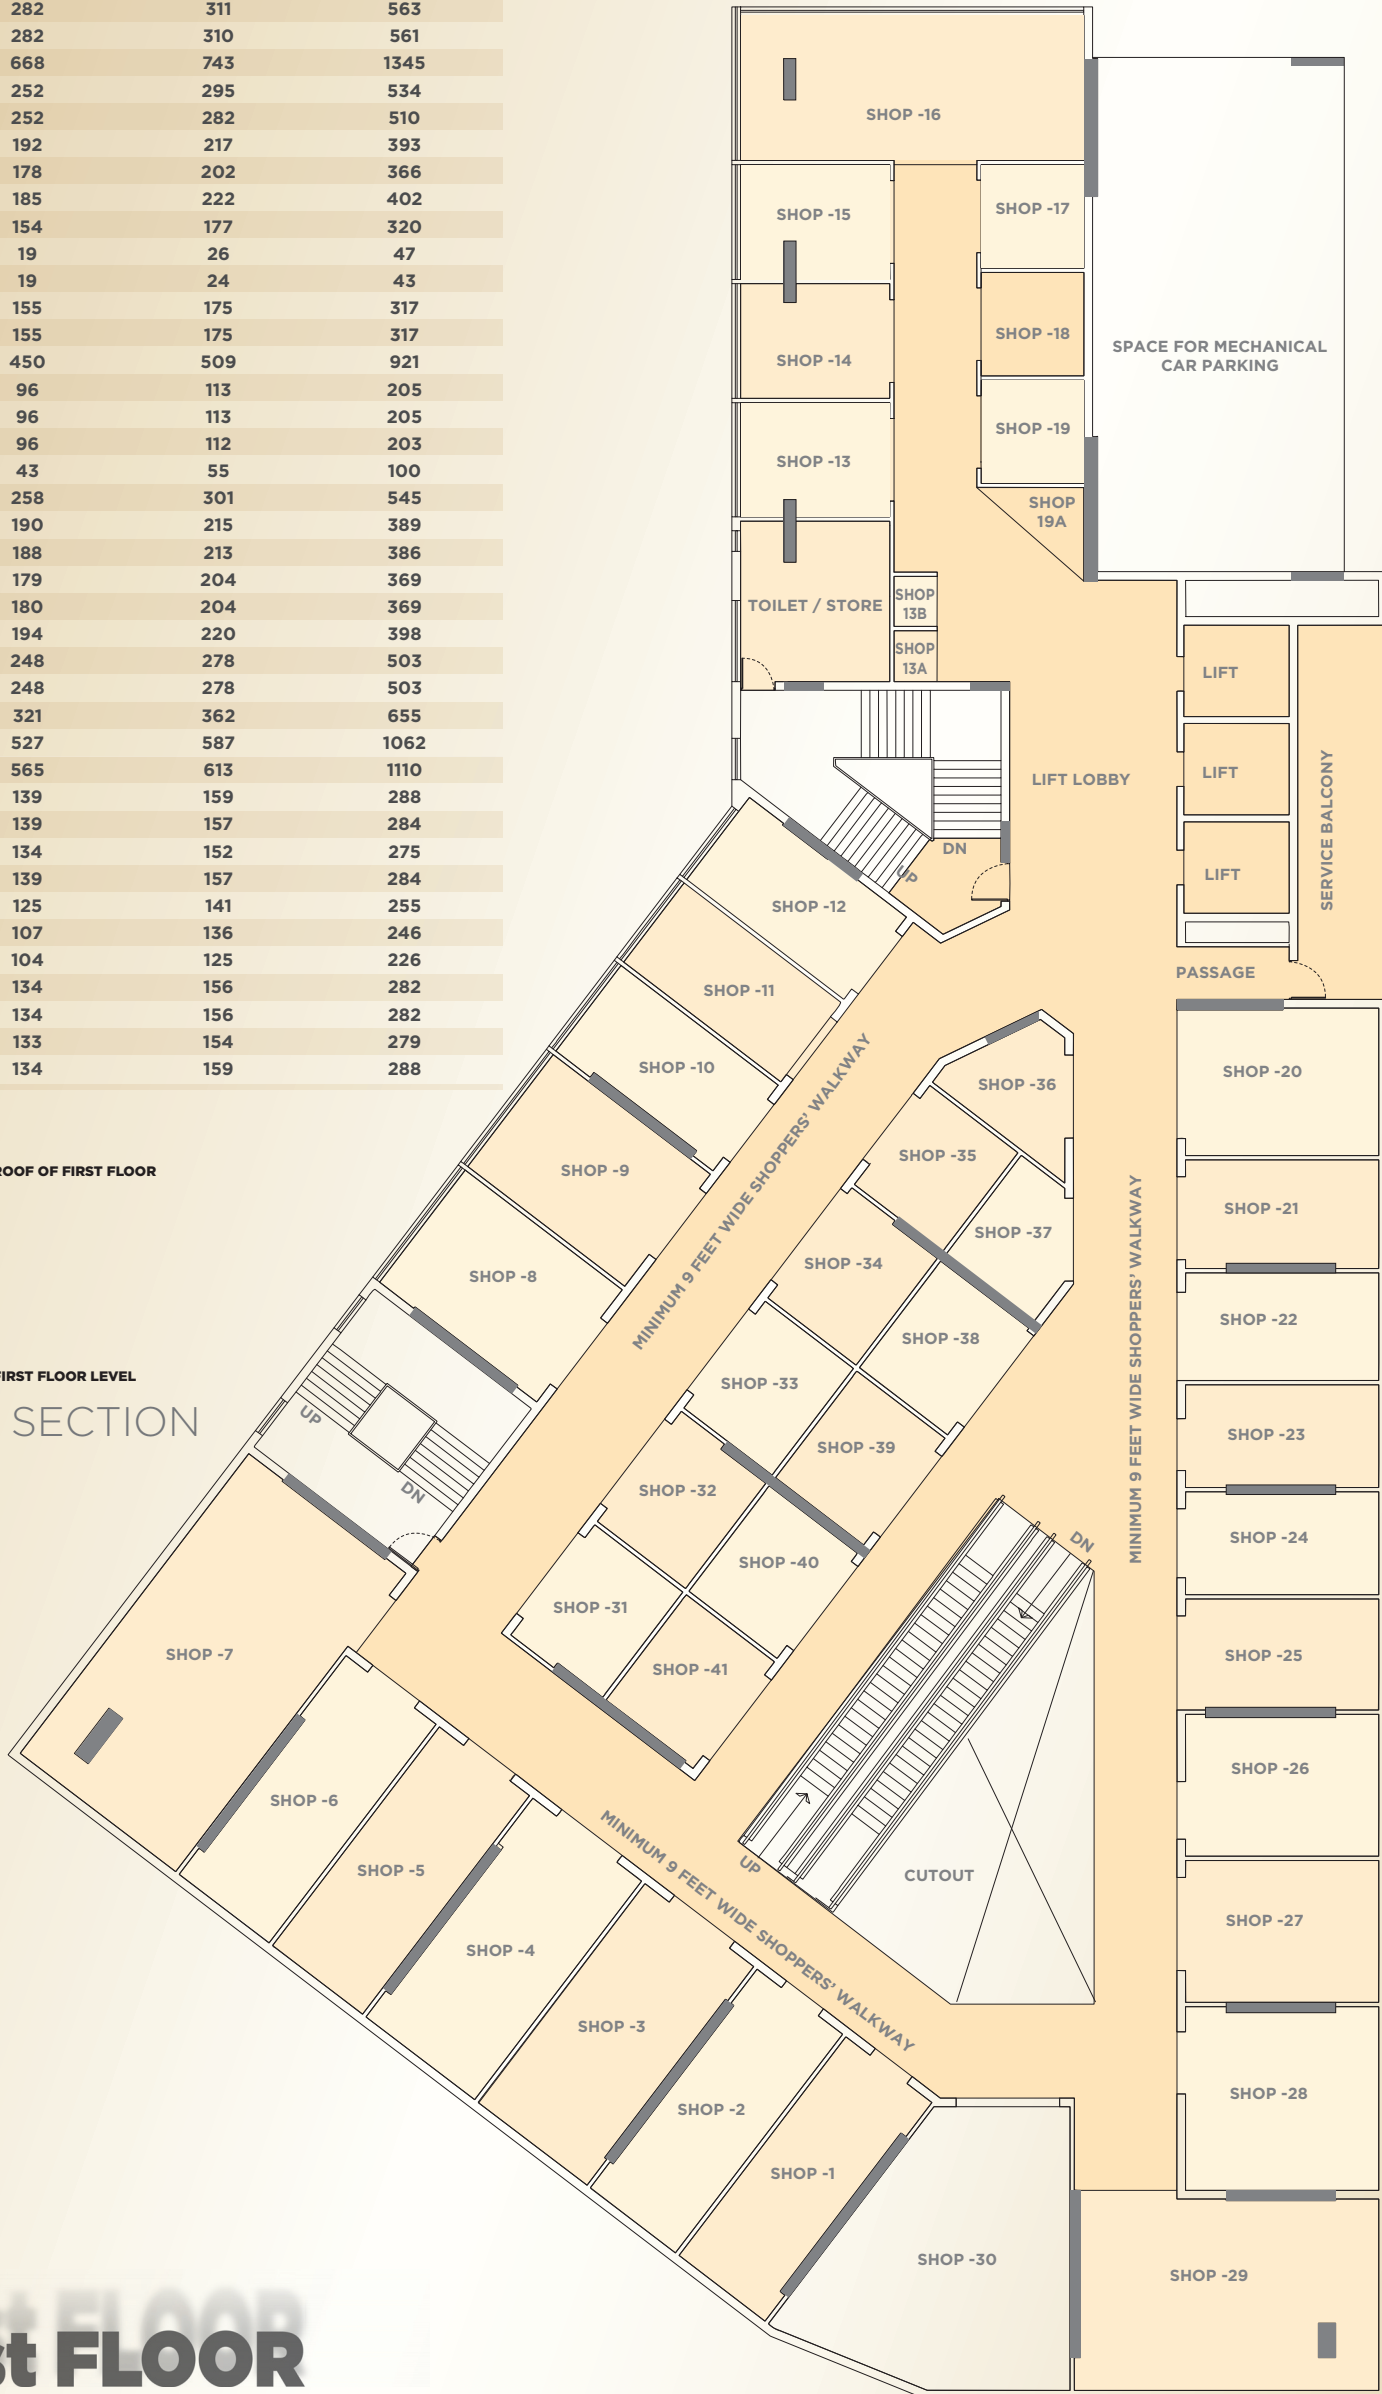 282 311 563
282 310 561
668 743 1345
252 295 534
252 282 510
192 217 393
178 202 366
185 222 402
154 177 320
19 26 47
19 24 43
155 175 317
155 175 317
450 509 921
96 113 205
96 113 205
96 112 203
43 55 100
258 301 545
190 215 389
188 213 386
179 204 369
180 204 369
194 220 398
248 278 503
248 278 503
321 362 655
527 587 1062
565 613 1110
139 159 288
139 157 284
134 152 275
139 157 284
125 141 255
107 136 246
104 125 226
134 156 282
134 156 282
133 154 279
134 159 288
ROOF OF FIRST FLOOR
FIRST FLOOR LEVEL
SECTION
SHOP -16
SHOP -15
SHOP -17
SHOP -18
SHOP -14
SPACE FOR MECHANICAL
CAR PARKING
SHOP -19
SHOP -13
SHOP
19A
TOILET / STORE
SHOP
13B
SHOP
13A
LIFT
LIFT
LIFT
LIFT LOBBY
SERVICE BALCONY
DN
UP
PASSAGE
SHOP -12
SHOP -11
SHOP -10
SHOP -9
SHOP -8
MINIMUM 9 FEET WIDE SHOPPERS' WALKWAY
SHOP -36
SHOP -35
SHOP -37
SHOP -34
SHOP -38
SHOP -33
SHOP -39
SHOP -32
SHOP -40
SHOP -31
SHOP -41
MINIMUM 9 FEET WIDE SHOPPERS' WALKWAY
SHOP -20
SHOP -21
SHOP -22
SHOP -23
SHOP -24
SHOP -25
SHOP -26
SHOP -27
SHOP -28
SHOP -29
UP
DN
DN
UP
CUTOUT
SHOP -7
SHOP -6
SHOP -5
SHOP -4
SHOP -3
SHOP -2
SHOP -1
MINIMUM 9 FEET WIDE SHOPPERS' WALKWAY
SHOP -30
st FLOOR